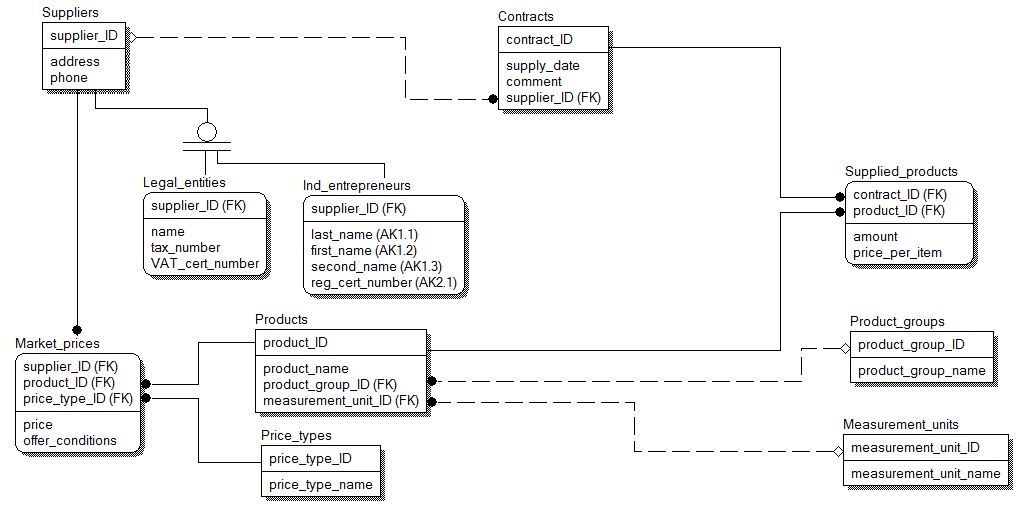 Suppliers
supplier_ID
address
phone
Contracts
contract_ID
supply_date
comment
supplier_ID (FK)
Legal_entities
supplier_ID (FK)
name
tax_number
VAT_cert_number
Ind_entrepreneurs
supplier_ID (FK)
last_name (AK1.1)
first_name (AK1.2)
second_name (AK1.3)
reg_cert_number (AK2.1)
Supplied_products
contract_ID (FK)
product_ID (FK)
amount
price_per_item
Market_prices
supplier_ID (FK)
product_ID (FK)
price_type_ID (FK)
price
offer_conditions
Products
product_ID
product_name
product_group_ID (FK)
measurement_unit_ID (FK)
Product_groups
product_group_ID
product_group_name
Price_types
price_type_ID
price_type_name
Measurement_units
measurement_unit_ID
measurement_unit_name